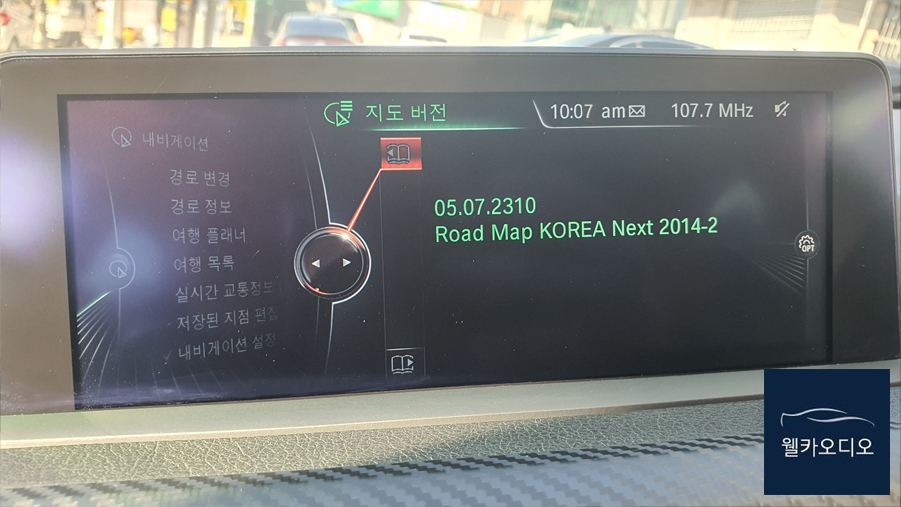 지도 버전
10:07 am
107.7 MHz
내비게이션
경로 변경
경로 정보
여행 플래너
여행 목록
실시간 교통정보
저장된 지점 편집
내비게이션 설정
05.07.2310
Road Map KOREA Next 2014-2
OPT
웰카오디오